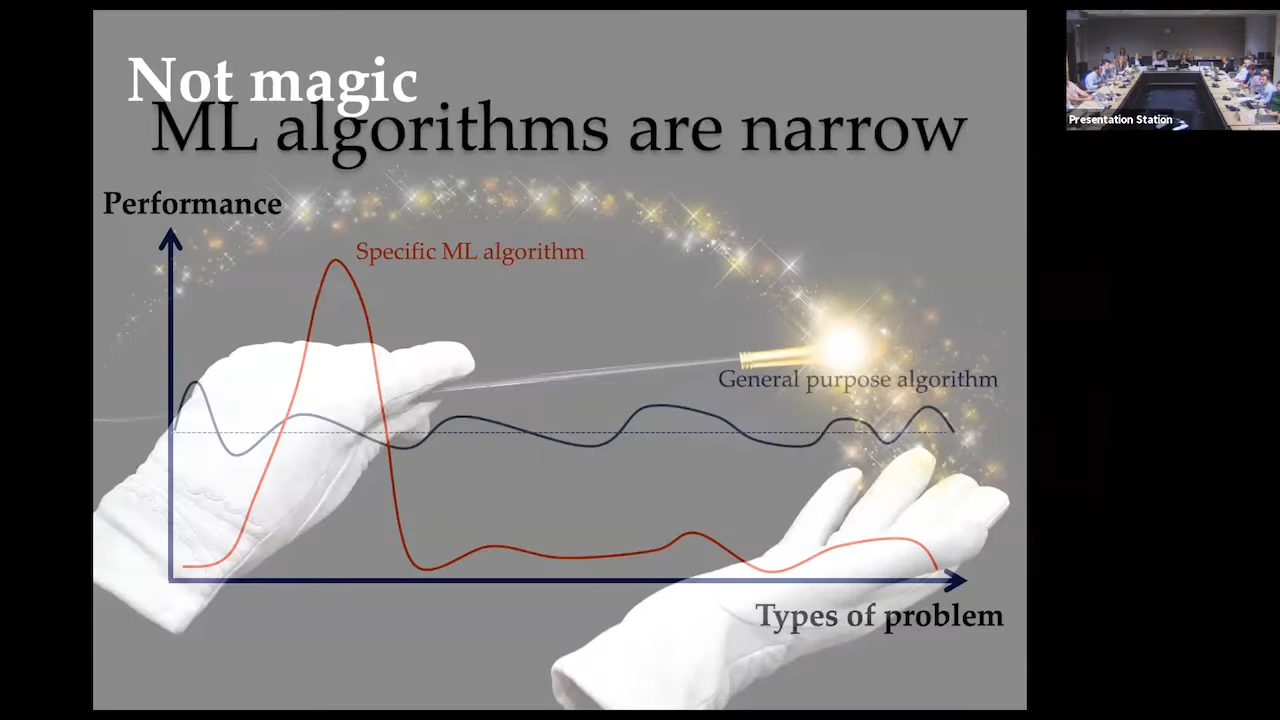 Not magic
ML algorithms are narrow
Performance
Specific ML algorithm
General purpose algorithm
Types of problem
Presentation Station